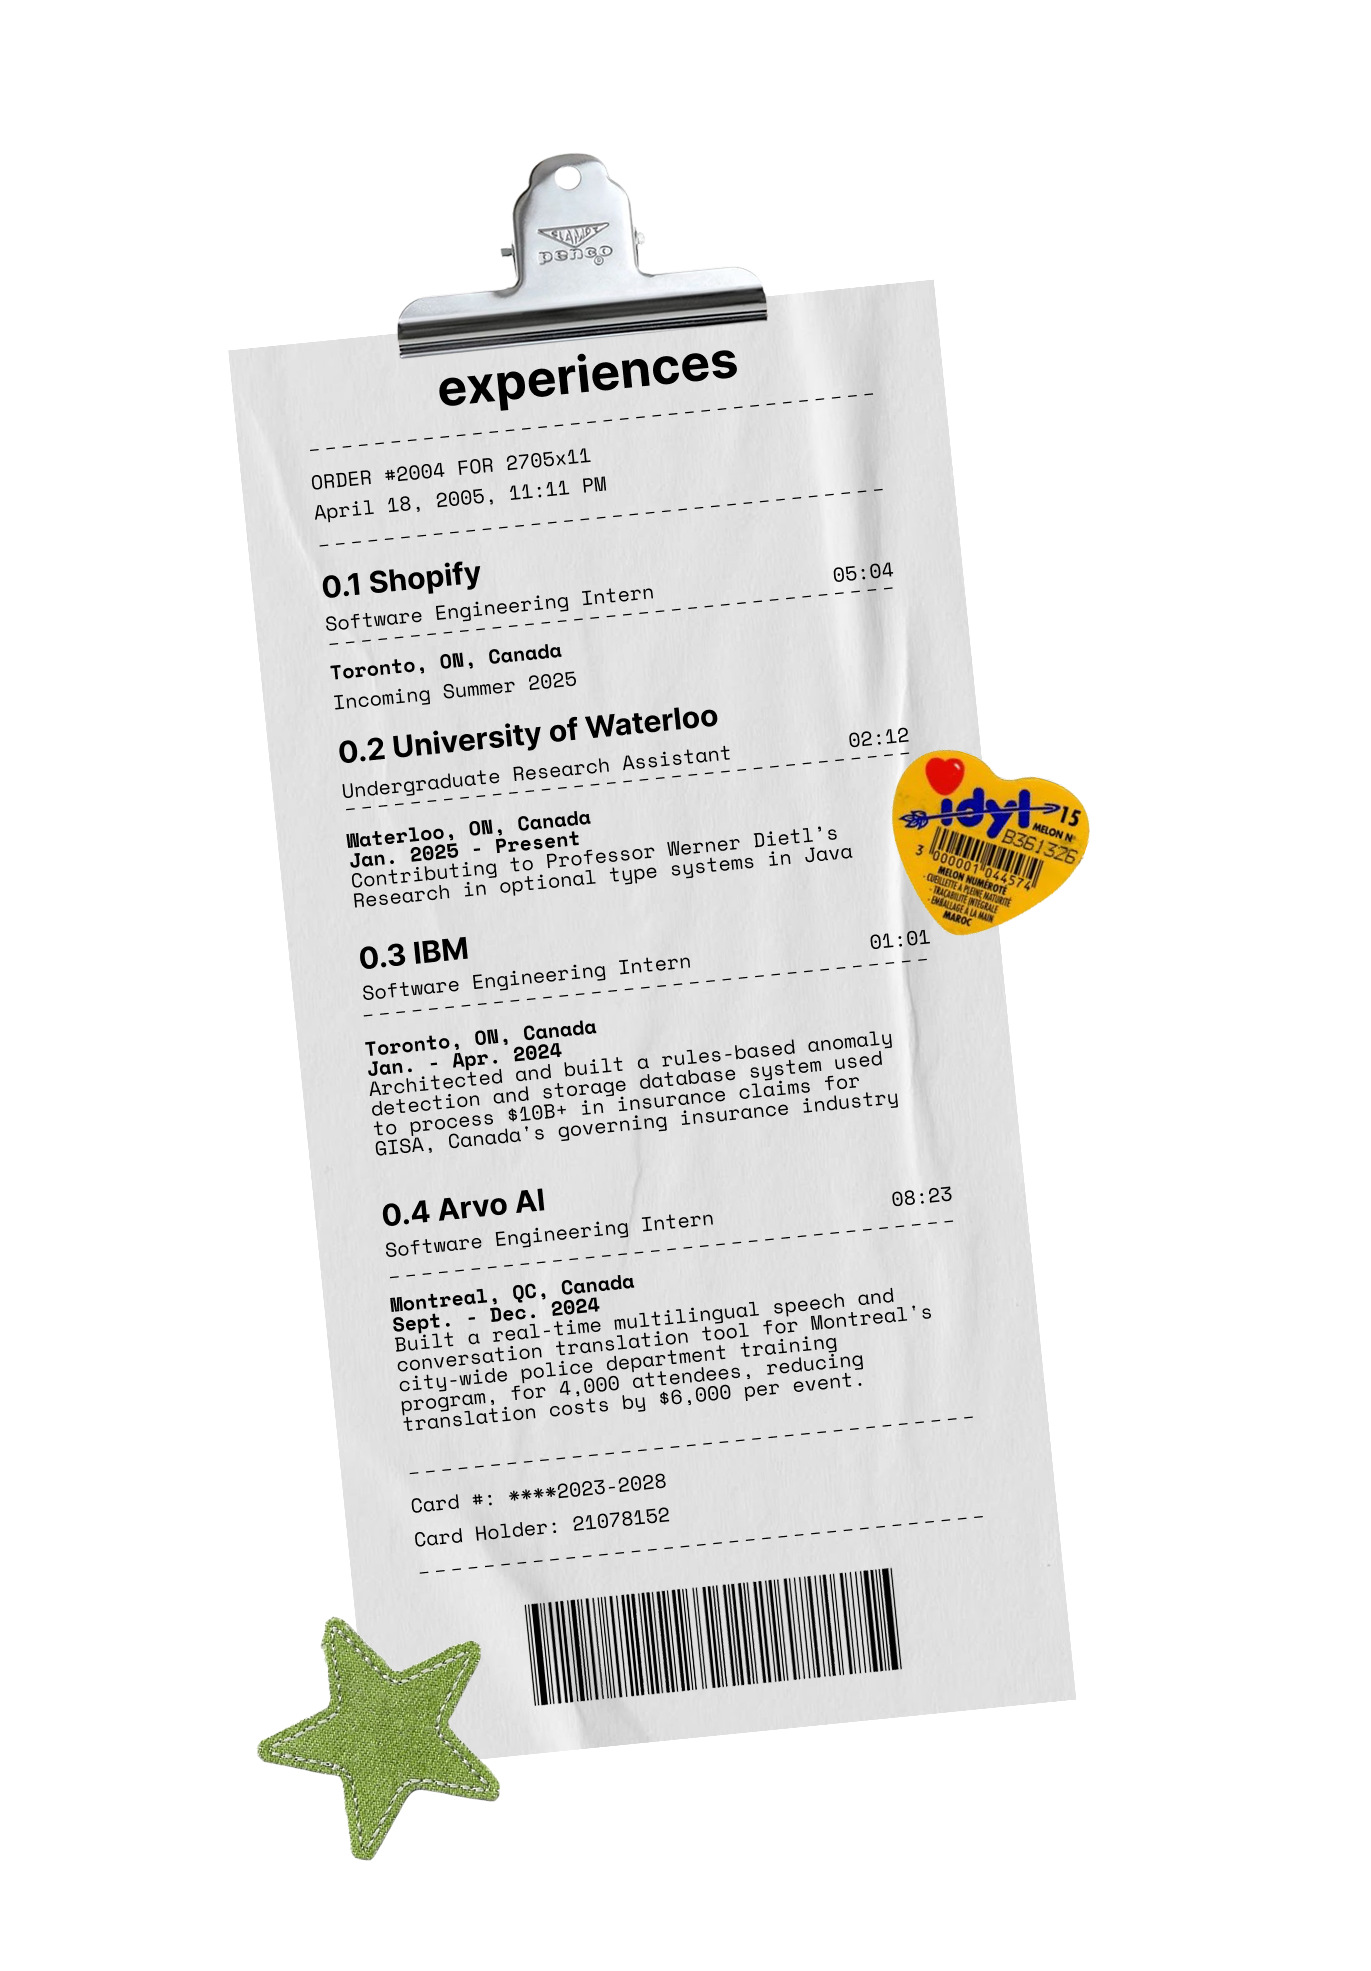 penco®
experiences
ORDER #2004 FOR 2705x11
April 18, 2005, 11:11 PM
0.1 Shopify
Software Engineering Intern 05:04
Toronto, ON, Canada
Incoming Summer 2025
0.2 University of Waterloo
Undergraduate Research Assistant 02:12
Waterloo, ON, Canada
Jan. 2025 - Present
Contributing to Professor Werner Dietl's
Research in optional type systems in Java
idyl 15
MELON N°
B361326
3 000001 044574
MELON NUMÉROTÉ
- CUEILLETTE A PLEINE MATURITÉ
- TRAÇABILITÉ INTÉGRALE
- EMBALLAGE À LA MAIN
MAROC
0.3 IBM
Software Engineering Intern 01:01
Toronto, ON, Canada
Jan. - Apr. 2024
Architected and built a rules-based anomaly
detection and storage database system used
to process $10B+ in insurance claims for
GISA, Canada's governing insurance industry
0.4 Arvo AI
Software Engineering Intern 08:23
Montreal, QC, Canada
Sept. - Dec. 2024
Built a real-time multilingual speech and
conversation translation tool for Montreal's
city-wide police department training
program, for 4,000 attendees, reducing
translation costs by $6,000 per event.
Card #: ****2023-2028
Card Holder: 21078152